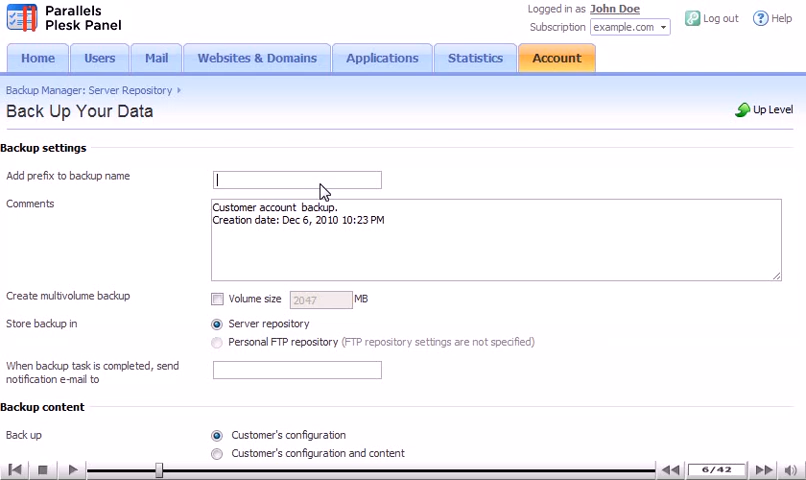 Parallels
Plesk Panel
Logged in as John Doe
Subscription example.com
Log out
Help
Home
Users
Mail
Websites & Domains
Applications
Statistics
Account
Backup Manager: Server Repository
Back Up Your Data
Up Level
Backup settings
Add prefix to backup name
Comments
Customer account backup.
Creation date: Dec 6, 2010 10:23 PM
Create multivolume backup
Volume size 2047 MB
Store backup in
Server repository
Personal FTP repository (FTP repository settings are not specified)
When backup task is completed, send
notification e-mail to
Backup content
Back up
Customer's configuration
Customer's configuration and content
6/42